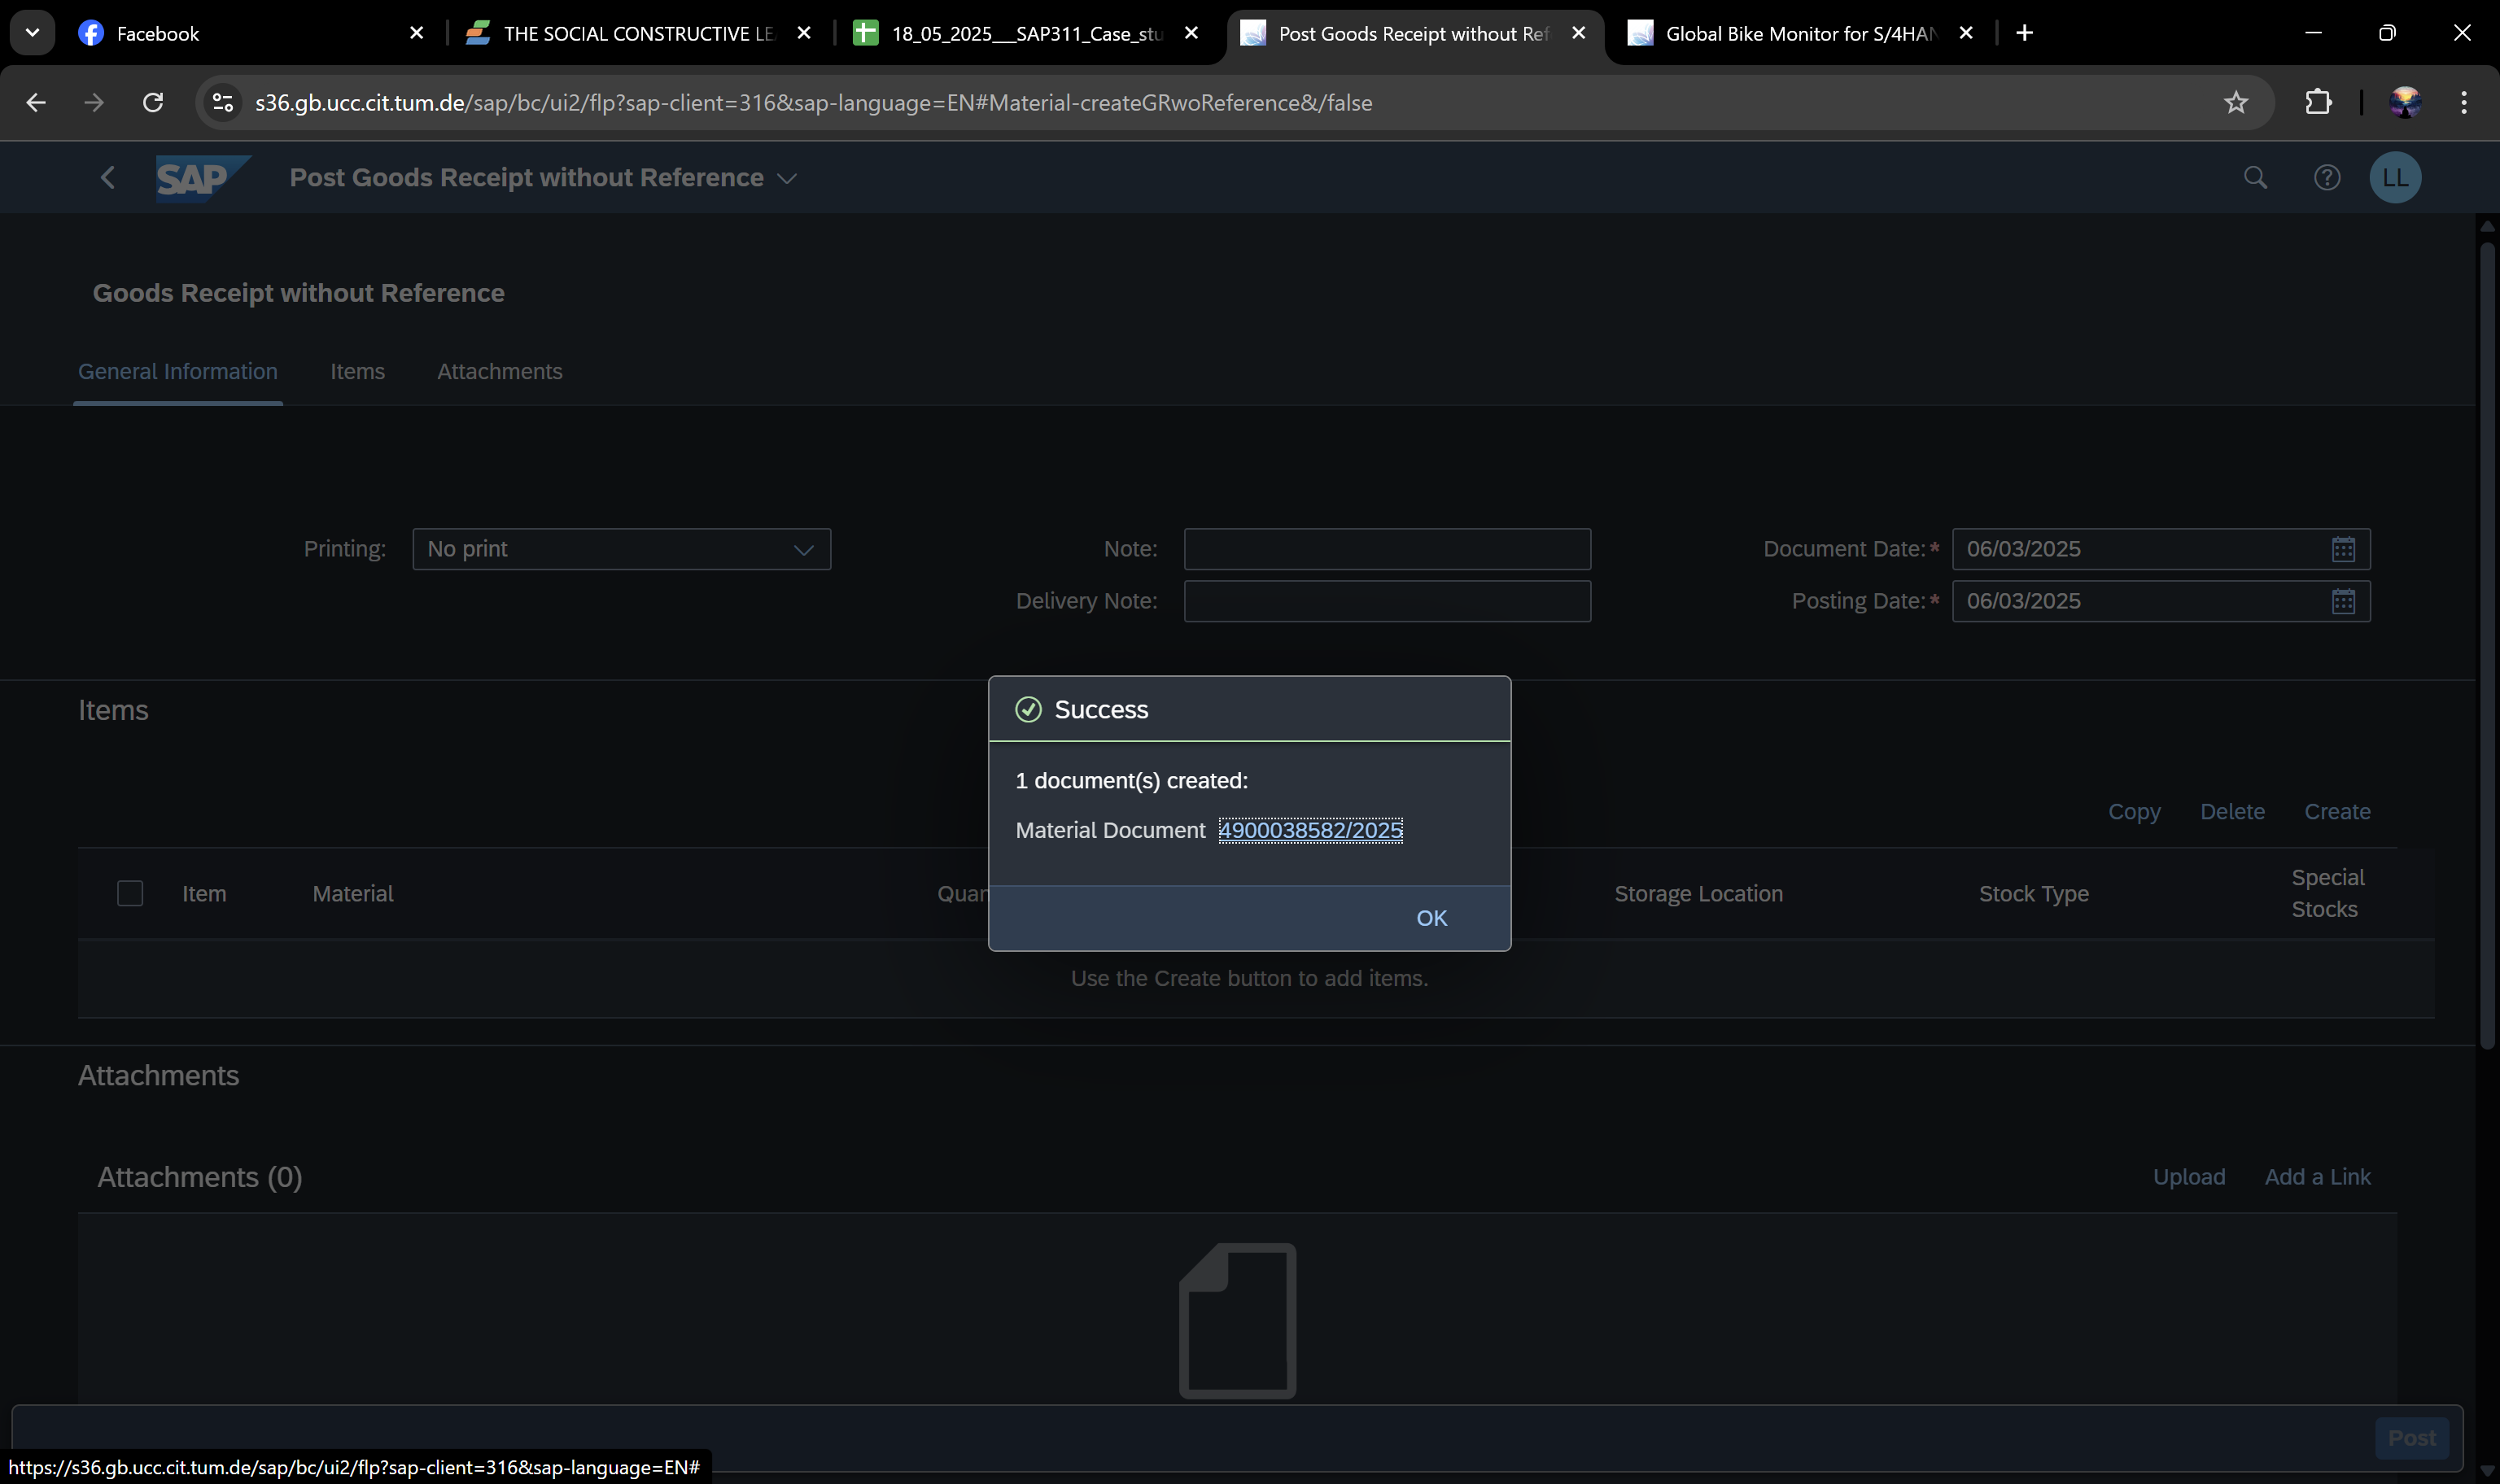 Facebook
THE SOCIAL CONSTRUCTIVE LE
18_05_2025__SAP311_Case_stu
Post Goods Receipt without Ref
Global Bike Monitor for S/4HAN
s36.gb.ucc.cit.tum.de/sap/bc/ui2/flp?sap-client=316&sap-language=EN#Material-createGRwoReference&/false
SAP
Post Goods Receipt without Reference
LL
Goods Receipt without Reference
General Information
Items
Attachments
Printing:
No print
Note:
Document Date:*
06/03/2025
Delivery Note:
Posting Date:*
06/03/2025
Items
Success
1 document(s) created:
Material Document 4900038582/2025
OK
Copy
Delete
Create
Item
Material
Quan
Storage Location
Stock Type
Special
Stocks
Use the Create button to add items.
Attachments
Attachments (0)
Upload
Add a Link
Post
https://s36.gb.ucc.cit.tum.de/sap/bc/ui2/flp?sap-client=316&sap-language=EN#